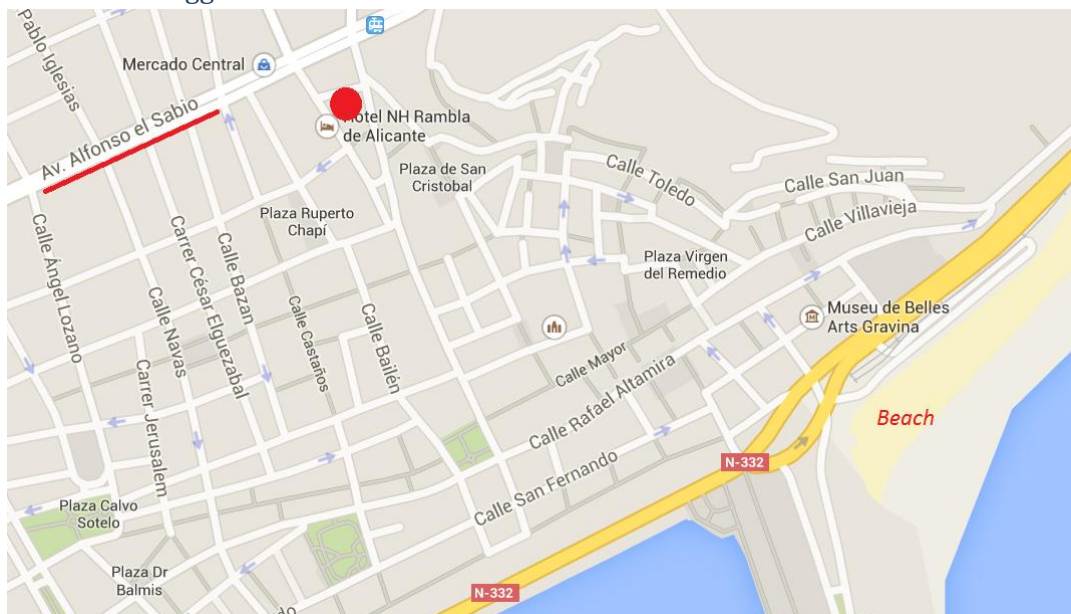 gg
Pablo Iglesias
Mercado Central
Av. Alfonso el Sabio
Hotel NH Rambla
de Alicante
Plaza de San
Cristobal
Calle Toledo
Calle San Juan
Calle Villavieja
Plaza Ruperto
Chapí
Plaza Virgen
del Remedio
Calle Ángel Lozano
Calle Navas
Carrer César Elguezabal
Calle Bazan
Calle Castaños
Calle Bailén
Carrer Jerusalem
Museu de Belles
Arts Gravina
Calle Mayor
Calle Rafael Altamira
Beach
Calle San Fernando
N-332
Plaza Calvo
Sotelo
Plaza Dr
Balmis
N-332